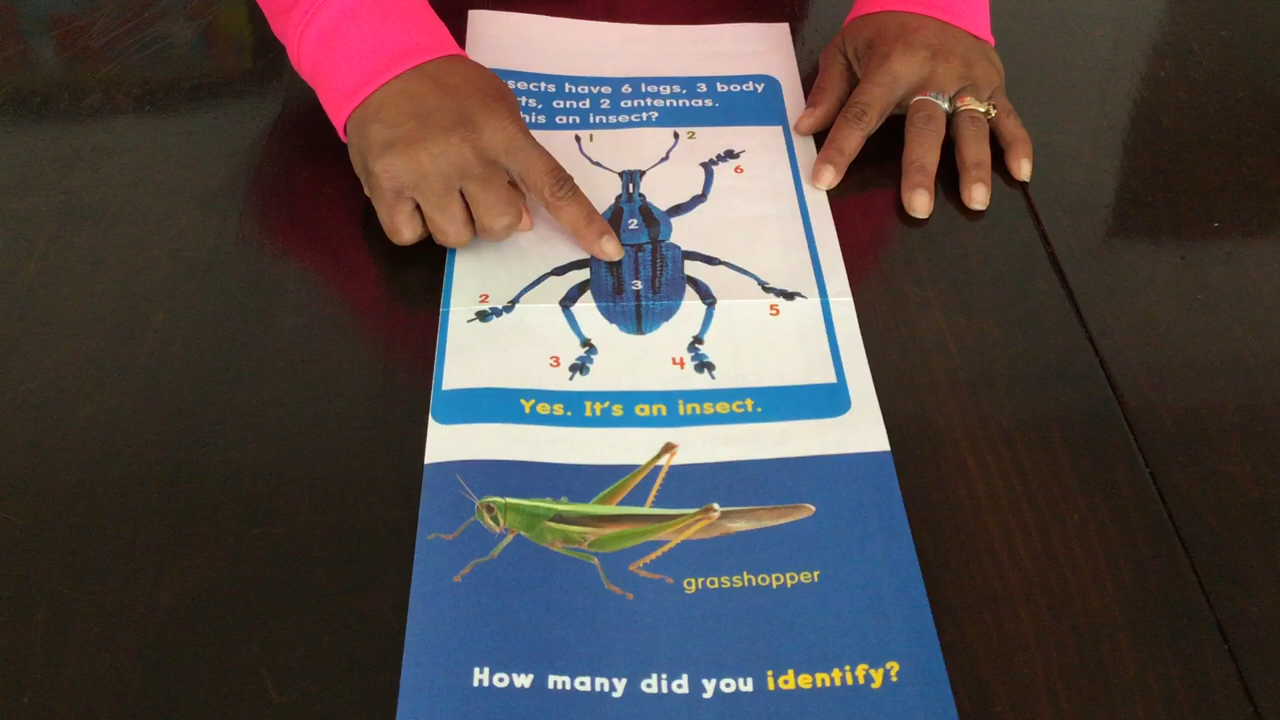 sects have 6 legs, 3 body
ts, and 2 antennas.
his an insect?
1 2
6
2
3
2
5
3 4
Yes. It's an insect.
grasshopper
How many did you identify?